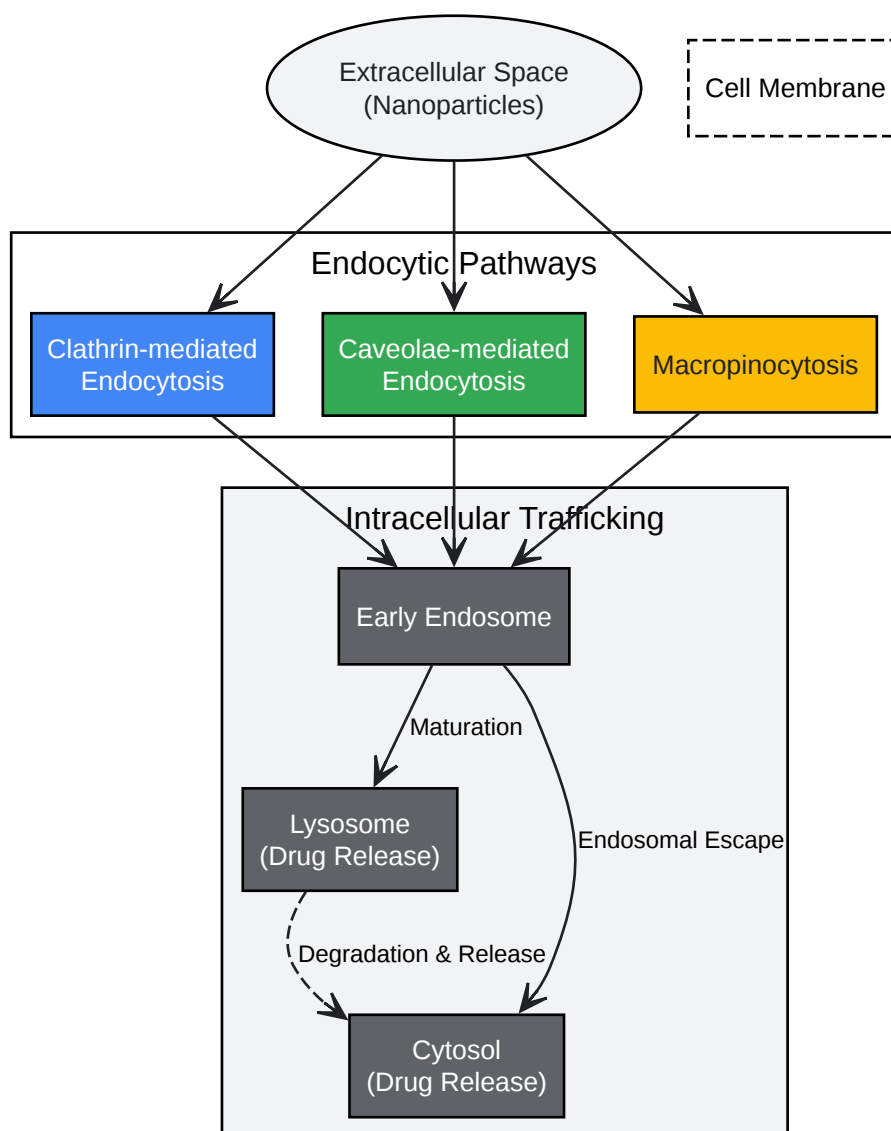 Extracellular Space
(Nanoparticles)
Cell Membrane
Endocytic Pathways
Clathrin-mediated
Endocytosis
Caveolae-mediated
Endocytosis
Macropinocytosis
Intracellular Trafficking
Early Endosome
Maturation
Lysosome
(Drug Release)
Endosomal Escape
Degradation & Release
Cytosol
(Drug Release)